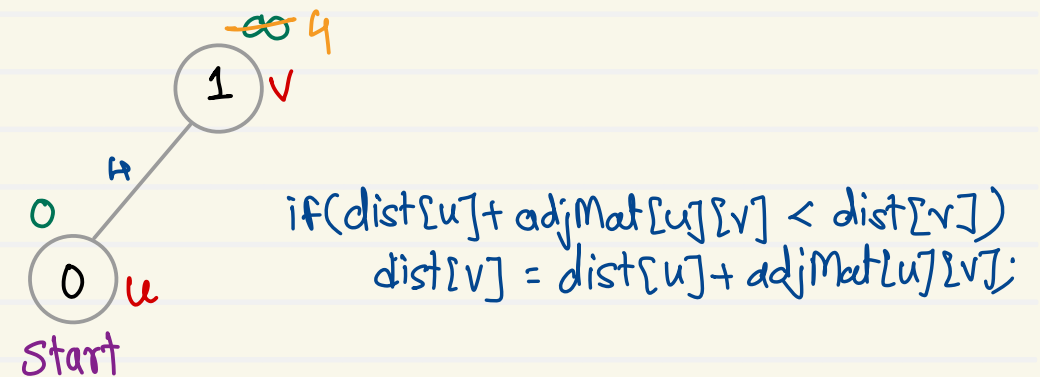 ∞ 4
1 v
4
0
if(dist[u]+ adjMat[u][v] < dist[v])
0 u
dist[v] = dist[u]+ adjMat[u][v];
Start